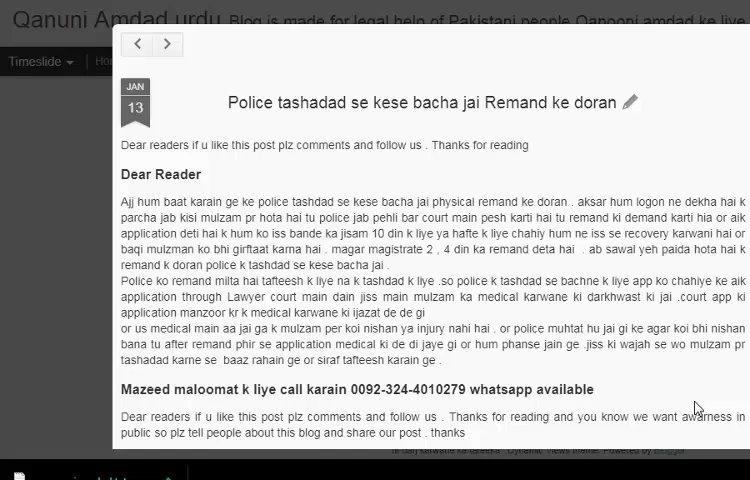 Qanuni Amdad urdu Blog is made for legal help of Pakistani people Qanooni amdad ke live
Timeslide
JAN
13
Police tashadad se kese bacha jai Remand ke doran
Dear readers if u like this post plz comments and follow us . Thanks for reading
Dear Reader
Ajj hum baat karain ge ke police tashdad se kese bacha jai physical remand ke doran . aksar hum logon ne dekha hai k
parcha jab kisi mulzam pr hota hai tu police jab pehli bar court main pesh karti hai tu remand ki demand karti hia or aik
application deti hai k hum ko iss bande ka jisam 10 din k liye ya hafte k liye chahiy hum ne iss se recovery karwani hai or
baqi mulzman ko bhi girftaat karna hai . magar magistrate 2 , 4 din ka remand deta hai . ab sawal yeh paida hota hai k
remand k doran police k tashdad se kese bacha jai .
Police ko remand milta hai tafteesh k liye na k tashdad k liye .so police k tashdad se bachne k liye app ko chahiye ke aik
application through Lawyer court main dain jiss main mulzam ka medical karwane ki darkhwast ki jai .court app ki
application manzoor kr k medical karwane ki ijazat de de gi
or us medical main aa jai ga k mulzam per koi nishan ya injury nahi hai . or police muhtat hu jai gi ke agar koi bhi nishan
bana tu after remand phir se application medical ki de di jaye gi or hum phanse jain ge .jiss ki wajah se wo mulzam pr
tashadad karne se baaz rahain ge or siraf tafteesh karain ge .
Mazeed maloomat k liye call karain 0092-324-4010279 whatsapp available
Dear readers if u like this post plz comments and follow us . Thanks for reading and you know we want awarness in
public so plz tell people about this blog and share our post . thanks
Dynamic Views theme. Powered by Blogger